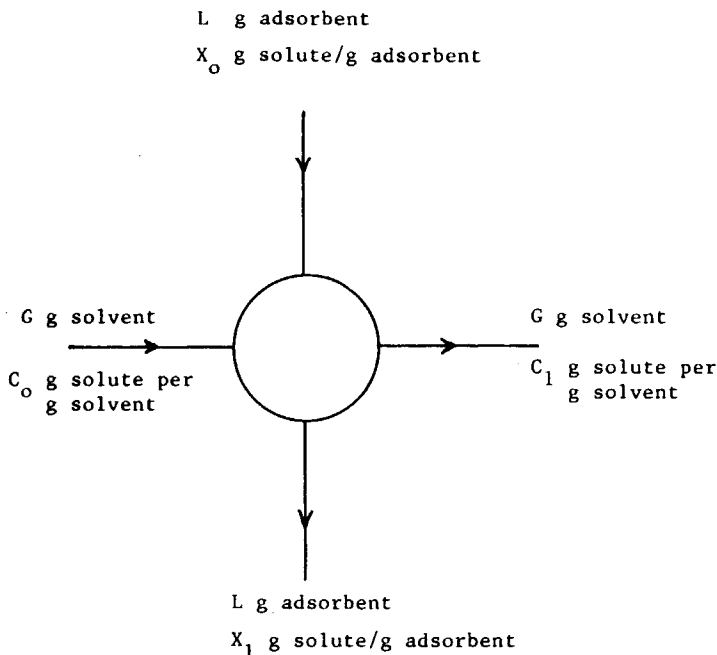 L g adsorbent
X₀ g solute/g adsorbent
G g solvent
C₀ g solute per
g solvent
G g solvent
C₁ g solute per
g solvent
L g adsorbent
X₁ g solute/g adsorbent